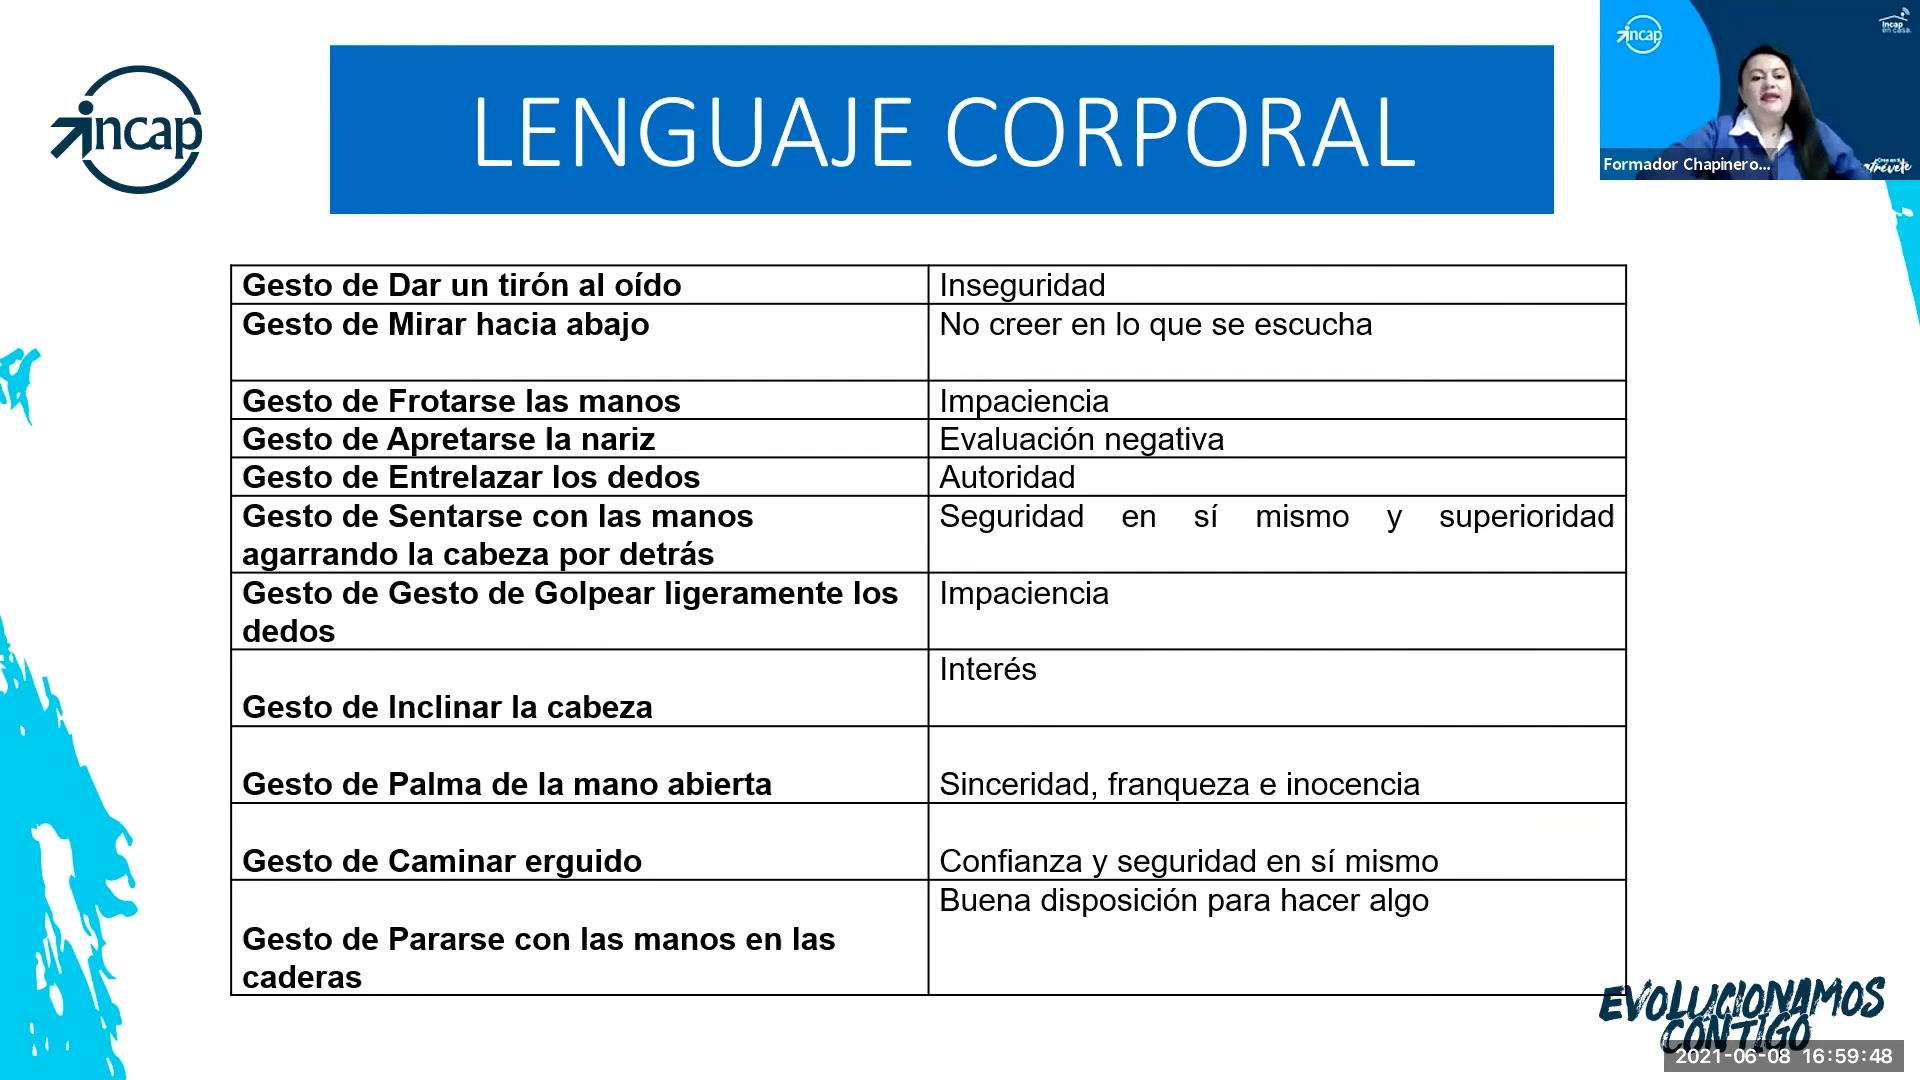 incap
LENGUAJE CORPORAL
incap
incap
en casa.
Formador Chapinero...
Gesto de Dar un tirón al oído
Inseguridad
Gesto de Mirar hacia abajo
No creer en lo que se escucha
Gesto de Frotarse las manos
Impaciencia
Gesto de Apretarse la nariz
Evaluación negativa
Gesto de Entrelazar los dedos
Autoridad
Gesto de Sentarse con las manos
agarrando la cabeza por detrás
Seguridad en sí mismo y superioridad
Gesto de Gesto de Golpear ligeramente los
dedos
Impaciencia
Gesto de Inclinar la cabeza
Interés
Gesto de Palma de la mano abierta
Sinceridad, franqueza e inocencia
Gesto de Caminar erguido
Confianza y seguridad en sí mismo
Gesto de Pararse con las manos en las
caderas
Buena disposición para hacer algo
EVOLUCIONAMOS
CONTIGO
2021-06-08 16:59:48